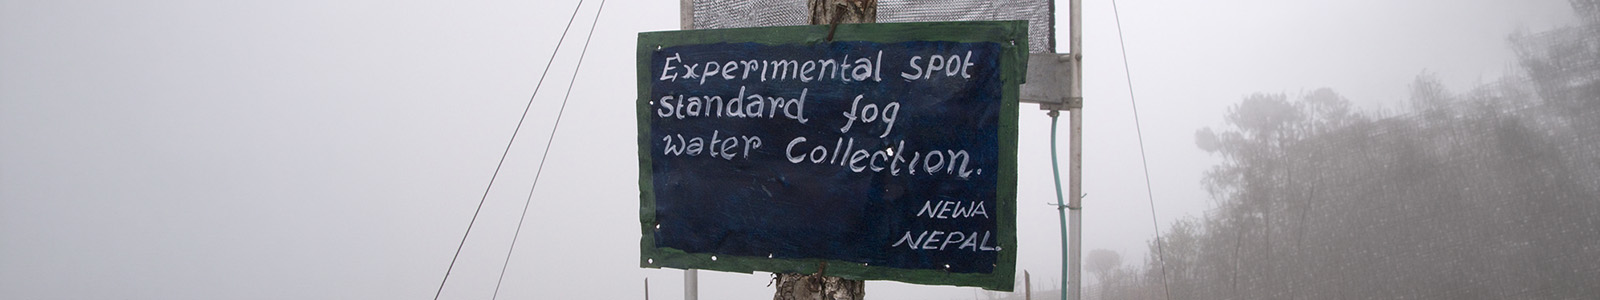 Experimental spot
standard fog
water Collection.
NEWA
NEPAL.